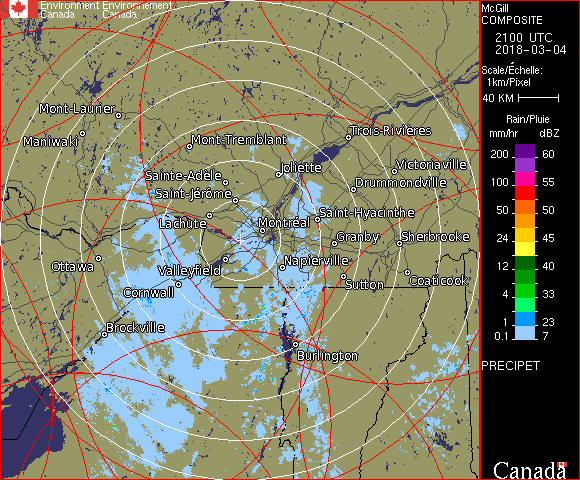 Environment Environnement
Canada Canada
McGill
COMPOSITE
2100 UTC
2018-03-04
Scale/Échelle:
1km/Pixel
40 KM
Rain/Pluie
mm/hr dBZ
200 60
100 55
50 50
24 45
12 40
4 33
1 23
0.1 7
PRECIPET
Canada
Mont-Laurier
Maniwaki
Mont-Tremblant
Trois-Rivières
Sainte-Adèle
Joliette
Victoriaville
Saint-Jérôme
Drummondville
Lachute
Montréal
Saint-Hyacinthe
Granby
Sherbrooke
Ottawa
Valleyfield
Napierville
Cornwall
Sutton
Coaticook
Brockville
Burlington